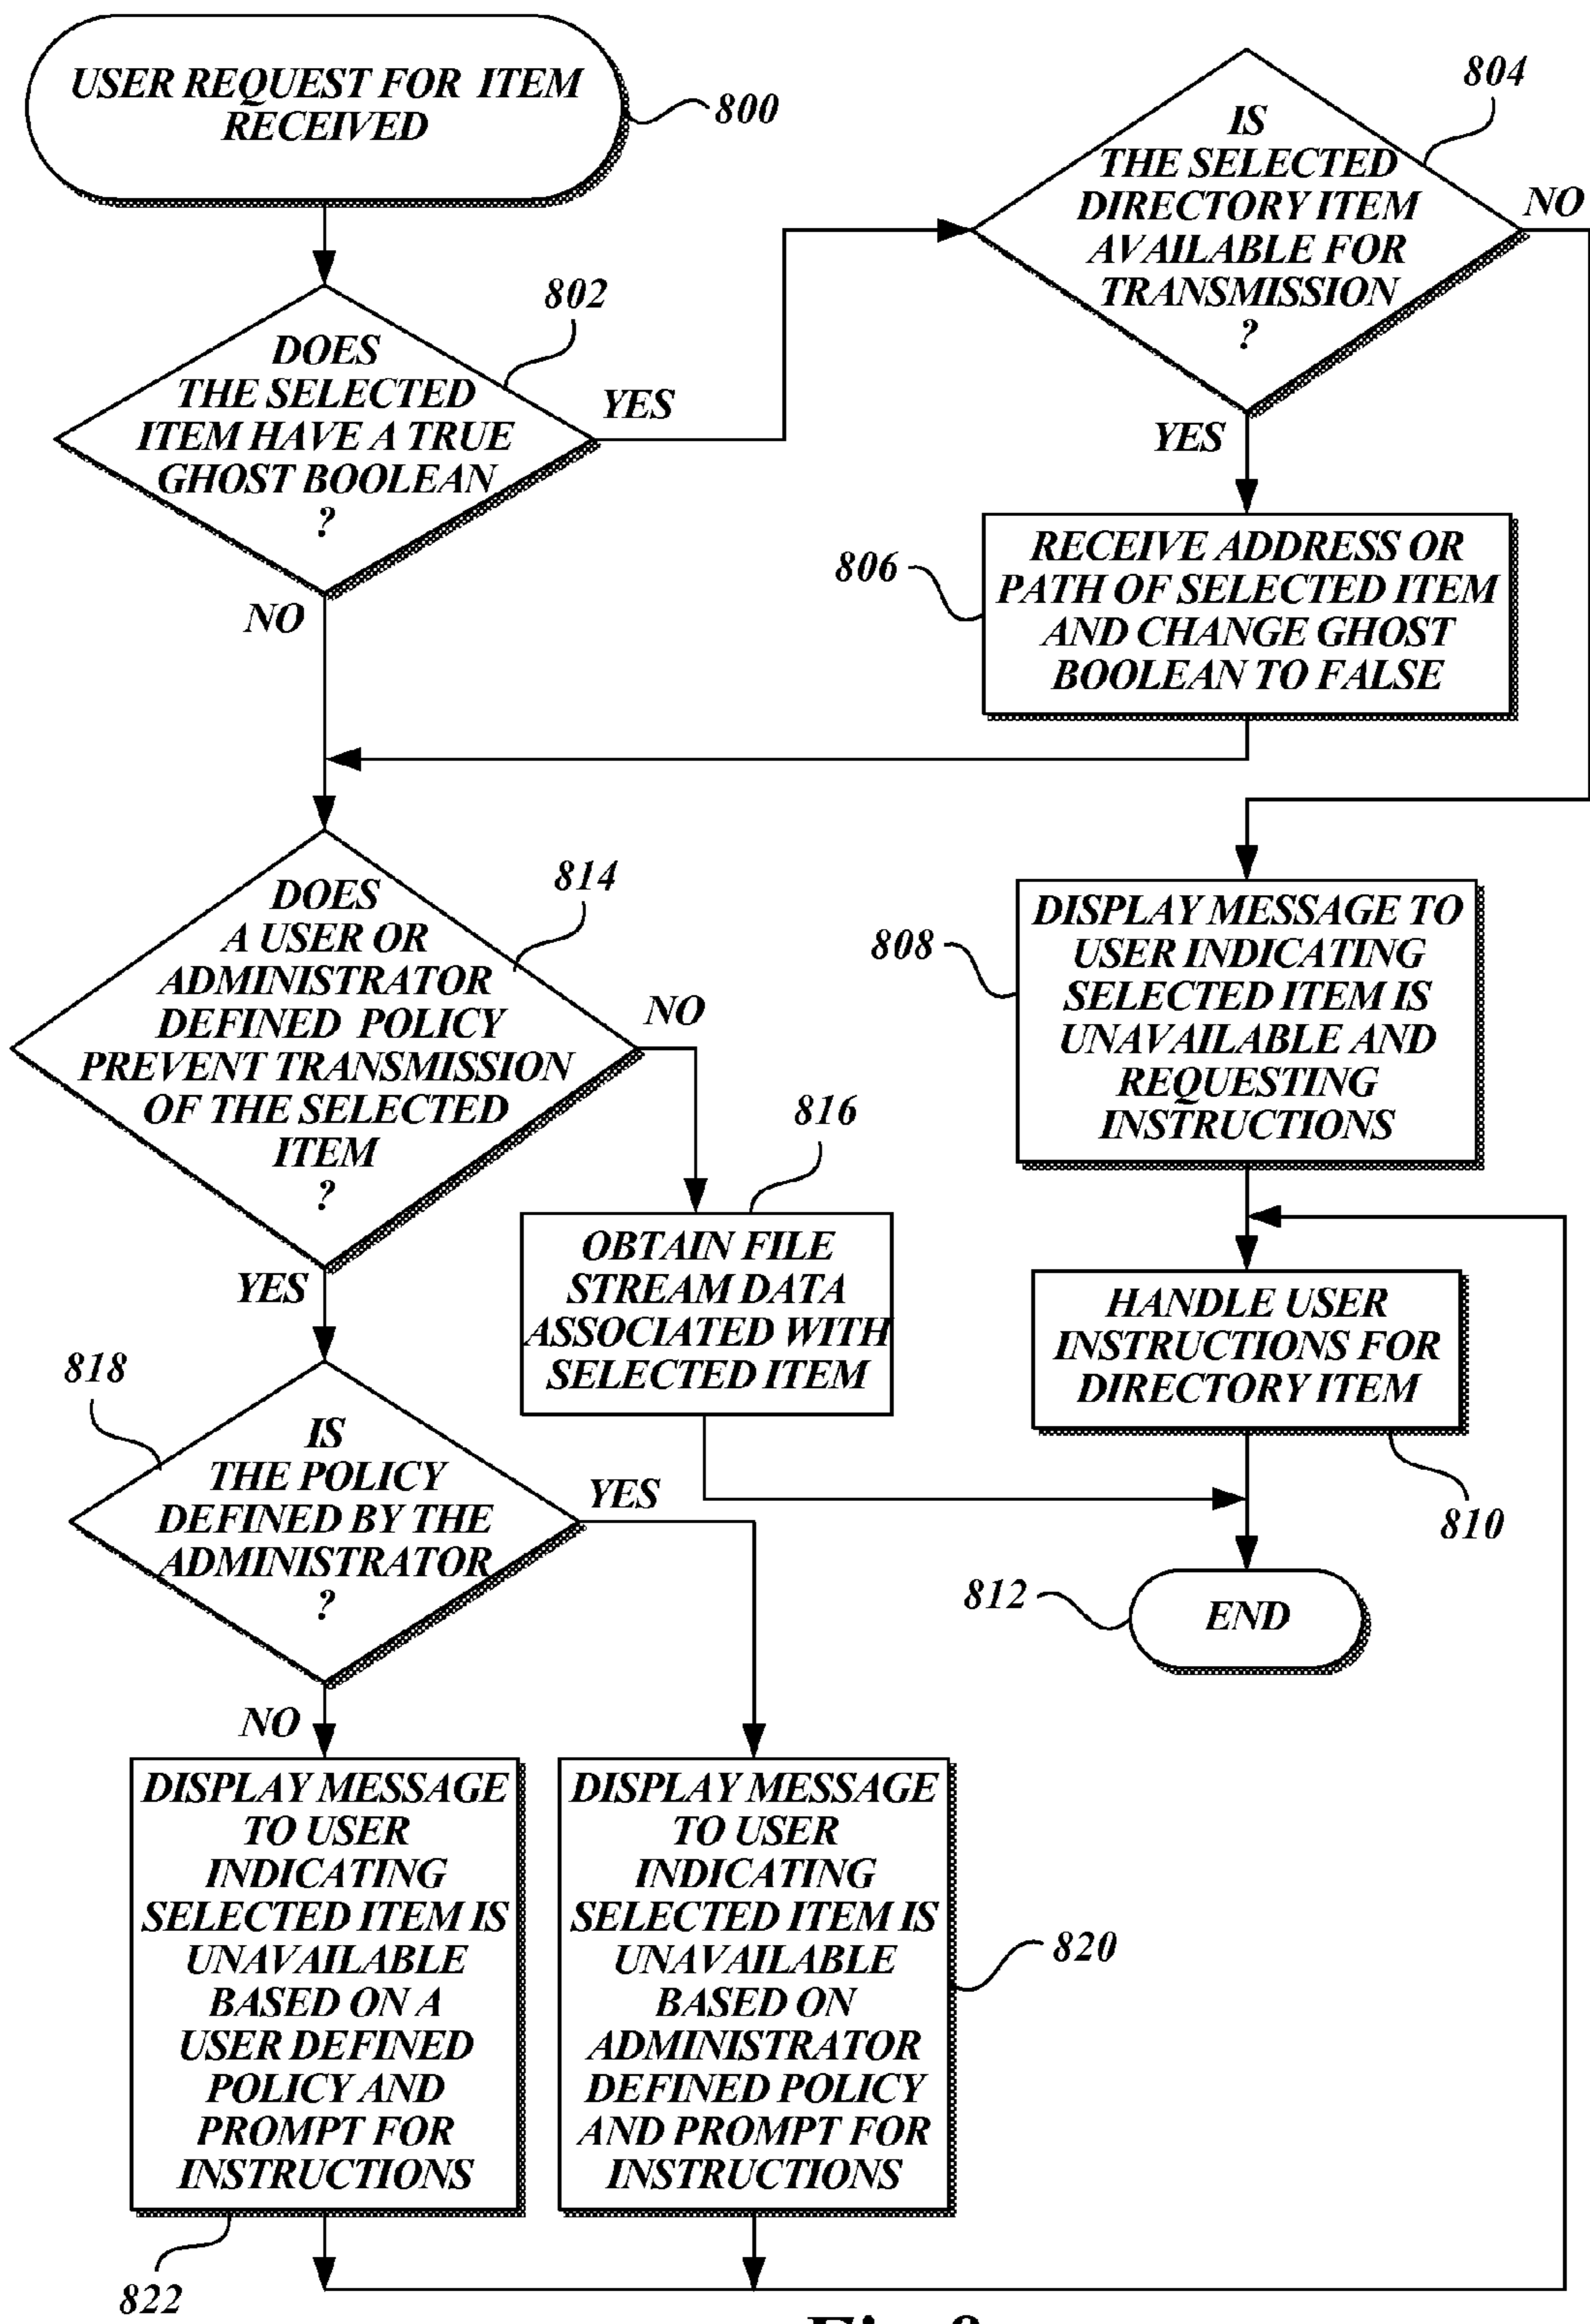 USER REQUEST FOR ITEM
RECEIVED
800
DOES
THE SELECTED
ITEM HAVE A TRUE
GHOST BOOLEAN
?
802
YES
NO
IS
THE SELECTED
DIRECTORY ITEM
AVAILABLE FOR
TRANSMISSION
?
804
NO
YES
RECEIVE ADDRESS OR
PATH OF SELECTED ITEM
AND CHANGE GHOST
BOOLEAN TO FALSE
806
DOES
A USER OR
ADMINISTRATOR
DEFINED POLICY
PREVENT TRANSMISSION
OF THE SELECTED
ITEM
?
814
NO
YES
DISPLAY MESSAGE TO
USER INDICATING
SELECTED ITEM IS
UNAVAILABLE AND
REQUESTING
INSTRUCTIONS
808
816
OBTAIN FILE
STREAM DATA
ASSOCIATED WITH
SELECTED ITEM
HANDLE USER
INSTRUCTIONS FOR
DIRECTORY ITEM
810
818
IS
THE POLICY
DEFINED BY THE
ADMINISTRATOR
?
YES
NO
812
END
DISPLAY MESSAGE
TO USER
INDICATING
SELECTED ITEM IS
UNAVAILABLE
BASED ON A
USER DEFINED
POLICY AND
PROMPT FOR
INSTRUCTIONS
822
DISPLAY MESSAGE
TO USER
INDICATING
SELECTED ITEM IS
UNAVAILABLE
BASED ON
ADMINISTRATOR
DEFINED POLICY
AND PROMPT FOR
INSTRUCTIONS
820